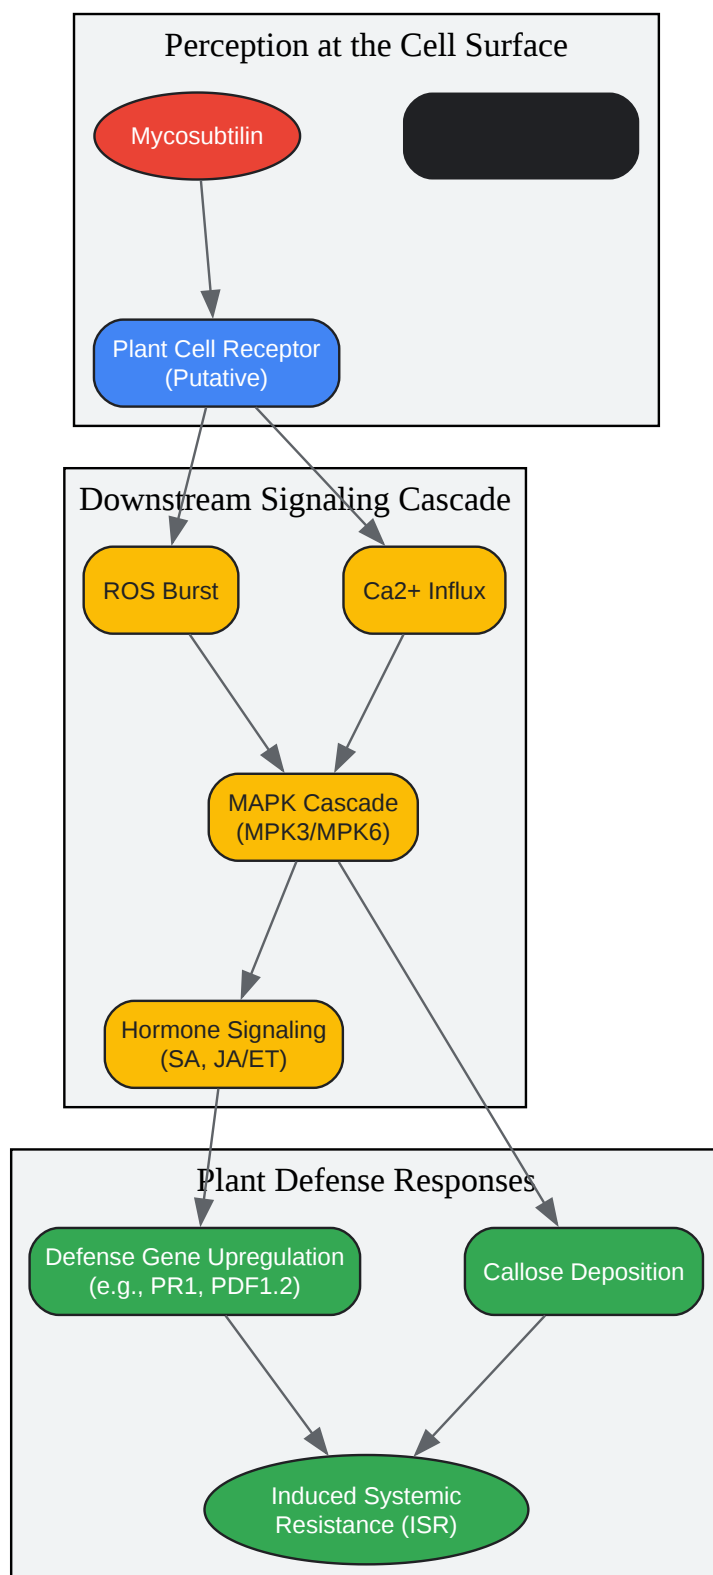 Perception at the Cell Surface
Mycosubtilin
Plant Cell Receptor
(Putative)
Downstream Signaling Cascade
ROS Burst
Ca2+ Influx
MAPK Cascade
(MPK3/MPK6)
Hormone Signaling
(SA, JA/ET)
Plant Defense Responses
Defense Gene Upregulation
(e.g., PR1, PDF1.2)
Callose Deposition
Induced Systemic
Resistance (ISR)